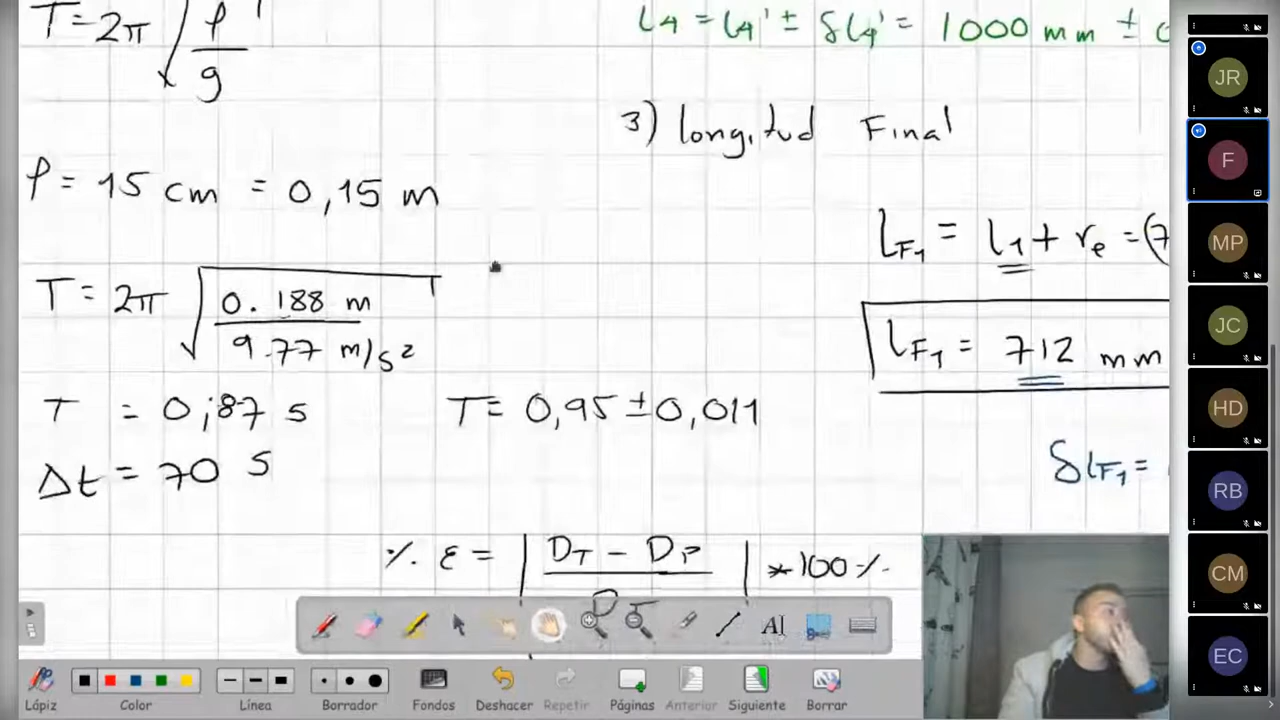 T = 2π √ρ/g
l4 = l4' ± δl4' = 1000 mm ±
3) longitud Final
ρ = 15 cm = 0,15 m
lF1 = l1 + re = (7
T = 2π √0.188 m / 9.77 m/s²
lF1 = 712 mm
T = 0,87 s
T = 0,95 ± 0,011
δlF1 =
Δt = 70 s
% ε = | DT - DP / D | * 100 %
JR
F
MP
JC
HD
RB
CM
EC
AI
Lápiz
Color
Línea
Borrador
Fondos
Deshacer
Repetir
Páginas
Anterior
Siguiente
Borrar